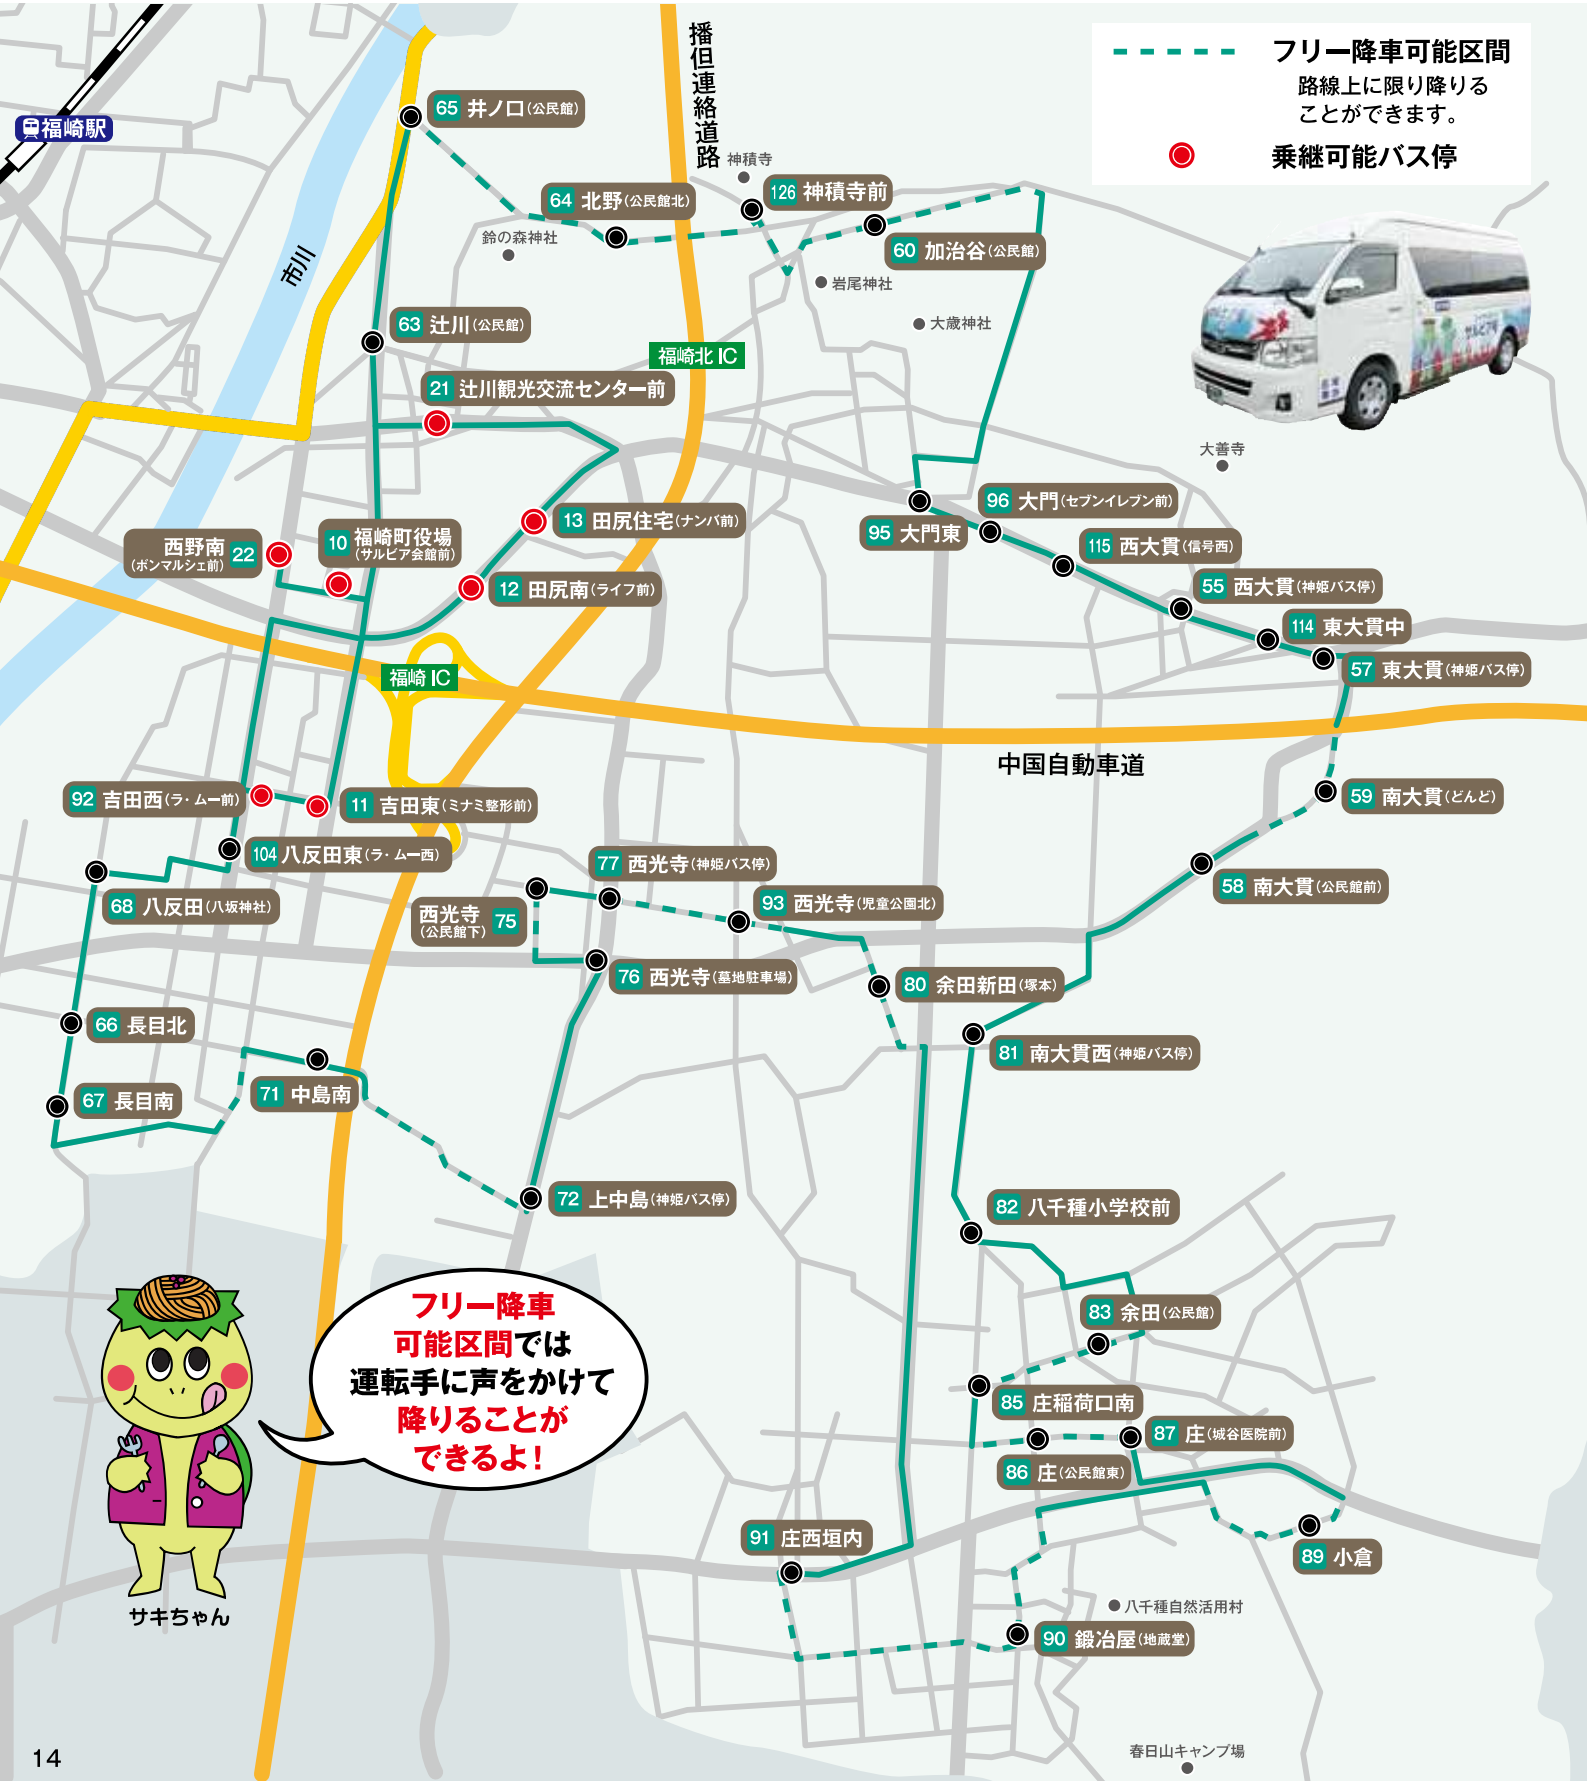 播但連絡道路
フリー降車可能区間
路線上に限り降りる
ことができます。
乗継可能バス停
福崎駅
市川
65 井ノ口(公民館)
神積寺
126 神積寺前
64 北野(公民館北)
鈴の森神社
60 加治谷(公民館)
岩尾神社
大歳神社
63 辻川(公民館)
福崎北IC
21 辻川観光交流センター前
大善寺
96 大門(セブンイレブン前)
95 大門東
13 田尻住宅(ナンバ前)
10 福崎町役場
(サルビア会館前)
西野南 22
(ボンマルシェ前)
115 西大貫(信号西)
12 田尻南(ライフ前)
55 西大貫(神姫バス停)
114 東大貫中
57 東大貫(神姫バス停)
福崎IC
中国自動車道
92 吉田西(ラ・ムー前)
11 吉田東(ミナミ整形前)
59 南大貫(どんど)
104 八反田東(ラ・ムー西)
77 西光寺(神姫バス停)
58 南大貫(公民館前)
68 八反田(八坂神社)
西光寺 75
(公民館下)
93 西光寺(児童公園北)
76 西光寺(墓地駐車場)
80 余田新田(塚本)
66 長目北
81 南大貫西(神姫バス停)
71 中島南
67 長目南
72 上中島(神姫バス停)
82 八千種小学校前
83 余田(公民館)
フリー降車
可能区間では
運転手に声をかけて
降りることが
できるよ！
85 庄稲荷口南
87 庄(城谷医院前)
86 庄(公民館東)
91 庄西垣内
89 小倉
サキちゃん
八千種自然活用村
90 鍛冶屋(地蔵堂)
春日山キャンプ場
14